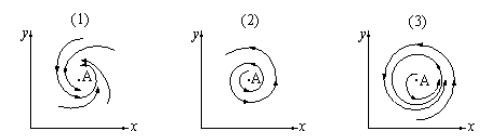 (1) (2) (3)
y y y
A A A
x x x